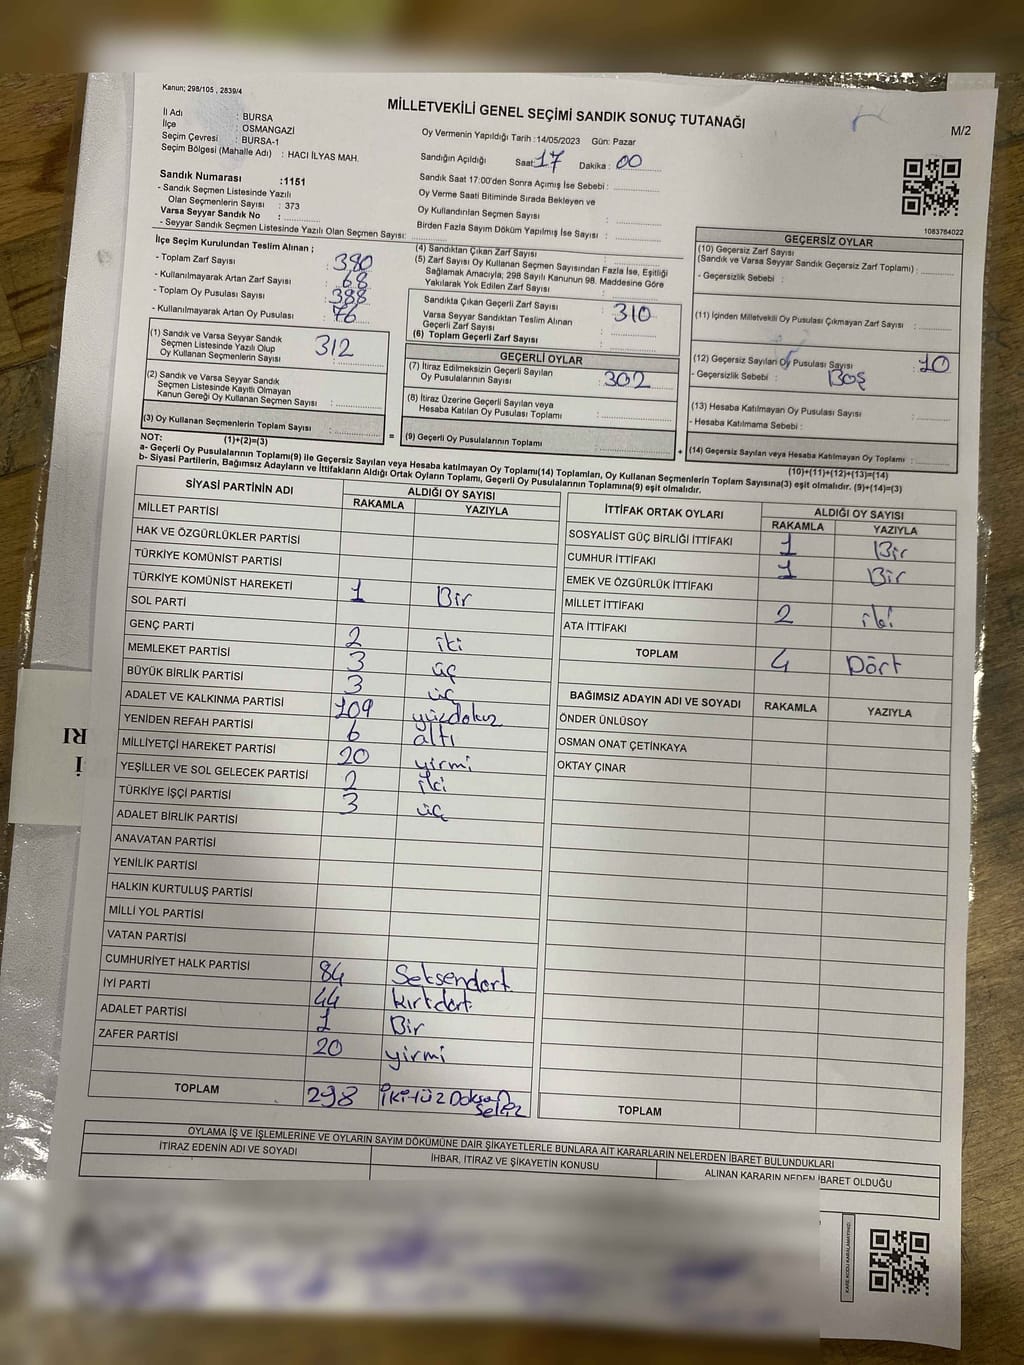 Kanun; 298/105 , 2839/4
MİLLETVEKİLİ GENEL SEÇİMİ SANDIK SONUÇ TUTANAĞI
M/2
İl Adı : BURSA
İlçe : OSMANGAZİ
Seçim Çevresi : BURSA-1
Seçim Bölgesi (Mahalle Adı) : HACI İLYAS MAH.
Oy Vermenin Yapıldığı Tarih :14/05/2023 Gün: Pazar
Sandığın Açıldığı Saat: 17 Dakika : 00
Sandık Saat 17:00'den Sonra Açımış İse Sebebi :
Oy Verme Saati Bitiminde Sırada Bekleyen ve
Oy Kullandırılan Seçmen Sayısı :
Birden Fazla Sayım Döküm Yapılmış İse Sayısı :
Sandık Numarası :1151
- Sandık Seçmen Listesinde Yazılı
Olan Seçmenlerin Sayısı : 373
Varsa Seyyar Sandık No :
- Seyyar Sandık Seçmen Listesinde Yazılı Olan Seçmen Sayısı:
1083784022
İlçe Seçim Kurulundan Teslim Alınan ;
- Toplam Zarf Sayısı : 380
- Kullanılmayarak Artan Zarf Sayısı : 68
- Toplam Oy Pusulası Sayısı : 388
- Kullanılmayarak Artan Oy Pusulası : 76
(1) Sandık ve Varsa Seyyar Sandık
Seçmen Listesinde Yazılı Olup
Oy Kullanan Seçmenlerin Sayısı : 312
(2) Sandık ve Varsa Seyyar Sandık
Seçmen Listesinde Kayıtlı Olmayan
Kanun Gereği Oy Kullanan Seçmen Sayısı :
(3) Oy Kullanan Seçmenlerin Toplam Sayısı :
(4) Sandıktan Çıkan Zarf Sayısı :
(5) Zarf Sayısı Oy Kullanan Seçmen Sayısından Fazla İse, Eşitliği
Sağlamak Amacıyla; 298 Sayılı Kanunun 98. Maddesine Göre
Yakılarak Yok Edilen Zarf Sayısı :
Sandıkta Çıkan Geçerli Zarf Sayısı : 310
Varsa Seyyar Sandıktan Teslim Alınan
Geçerli Zarf Sayısı :
(6) Toplam Geçerli Zarf Sayısı :
GEÇERLİ OYLAR
(7) İtiraz Edilmeksizin Geçerli Sayılan
Oy Pusulalarının Sayısı : 302
(8) İtiraz Üzerine Geçerli Sayılan veya
Hesaba Katılan Oy Pusulası Toplamı :
= (9) Geçerli Oy Pusulalarının Toplamı : +
GEÇERSİZ OYLAR
(10) Geçersiz Zarf Sayısı
(Sandık ve Varsa Seyyar Sandık Geçersiz Zarf Toplamı) :
- Geçersizlik Sebebi :
(11) İçinden Milletvekili Oy Pusulası Çıkmayan Zarf Sayısı :
(12) Geçersiz Sayılan Oy Pusulası Sayısı : 10
- Geçersizlik Sebebi : Boş
(13) Hesaba Katılmayan Oy Pusulası Sayısı :
- Hesaba Katılmama Sebebi :
(14) Geçersiz Sayılan veya Hesaba Katılmayan Oy Toplamı :
NOT: (1)+(2)=(3)
(10)+(11)+(12)+(13)=(14)
a- Geçerli Oy Pusulaların Toplamı(9) ile Geçersiz Sayılan veya Hesaba katılmayan Oy Toplamı(14) Toplamları, Oy Kullanan Seçmenlerin Toplam Sayısına(3) eşit olmalıdır. (9)+(14)=(3)
b- Siyasi Partilerin, Bağımsız Adayların ve İttifakların Aldığı Ortak Oyların Toplamı, Geçerli Oy Pusulalarının Toplamına(9) eşit olmalıdır.
SİYASİ PARTİNİN ADI
ALDIĞI OY SAYISI
RAKAMLA YAZIYLA
MİLLET PARTİSİ
HAK VE ÖZGÜRLÜKLER PARTİSİ
TÜRKİYE KOMÜNİST PARTİSİ
TÜRKİYE KOMÜNİST HAREKETİ 1 Bir
SOL PARTİ
GENÇ PARTİ 2 iki
MEMLEKET PARTİSİ 3 üç
BÜYÜK BİRLİK PARTİSİ 3 üç
ADALET VE KALKINMA PARTİSİ 109 yüzdokuz
YENİDEN REFAH PARTİSİ 6 altı
MİLLİYETÇİ HAREKET PARTİSİ 20 yirmi
YEŞİLLER VE SOL GELECEK PARTİSİ 2 iki
TÜRKİYE İŞÇİ PARTİSİ 3 üç
ADALET BİRLİK PARTİSİ
ANAVATAN PARTİSİ
YENİLİK PARTİSİ
HALKIN KURTULUŞ PARTİSİ
MİLLİ YOL PARTİSİ
VATAN PARTİSİ
CUMHURİYET HALK PARTİSİ 84 Seksendört
İYİ PARTİ 44 kırkdört
ADALET PARTİSİ 1 Bir
ZAFER PARTİSİ 20 yirmi
TOPLAM 298 İkiyüz Doksan Sekiz
İTTİFAK ORTAK OYLARI
ALDIĞI OY SAYISI
RAKAMLA YAZIYLA
SOSYALİST GÜÇ BİRLİĞİ İTTİFAKI 1 Bir
CUMHUR İTTİFAKI 1 Bir
EMEK VE ÖZGÜRLÜK İTTİFAKI
MİLLET İTTİFAKI 2 iki
ATA İTTİFAKI
TOPLAM 4 Dört
BAĞIMSIZ ADAYIN ADI VE SOYADI RAKAMLA YAZIYLA
ÖNDER ÜNLÜSOY
OSMAN ONAT ÇETİNKAYA
OKTAY ÇINAR
TOPLAM
OYLAMA İŞ VE İŞLEMLERİNE VE OYLARIN SAYIM DÖKÜMÜNE DAİR ŞİKAYETLERLE BUNLARA AİT KARARLARIN NELERDEN İBARET BULUNDUKLARI
İTİRAZ EDENİN ADI VE SOYADI İHBAR, İTİRAZ VE ŞİKAYETİN KONUSU ALINAN KARARIN NEDEN İBARET OLDUĞU
KARE KODU KARALAMAYINIZ!